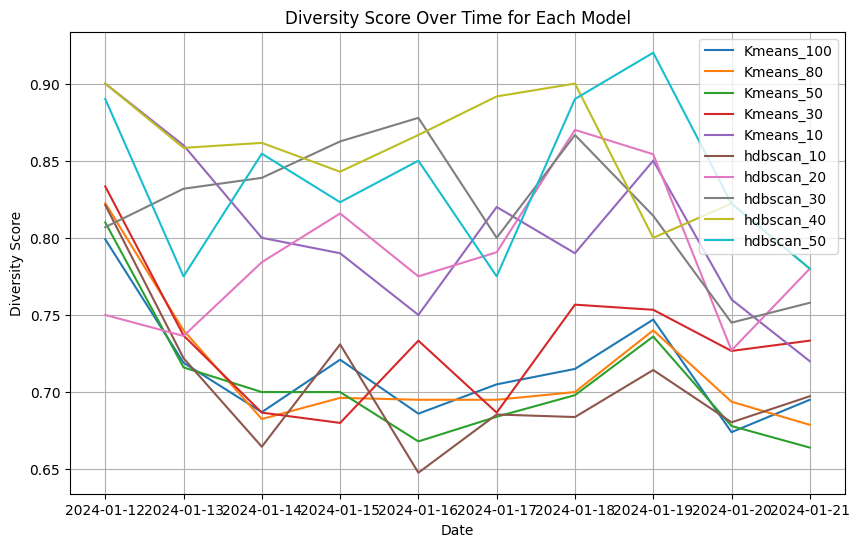 Diversity Score Over Time for Each Model
Kmeans_100
Kmeans_80
Kmeans_50
Kmeans_30
Kmeans_10
hdbscan_10
hdbscan_20
hdbscan_30
hdbscan_40
hdbscan_50
Diversity Score
0.90
0.85
0.80
0.75
0.70
0.65
2024-01-12
2024-01-13
2024-01-14
2024-01-15
2024-01-16
2024-01-17
2024-01-18
2024-01-19
2024-01-20
2024-01-21
Date